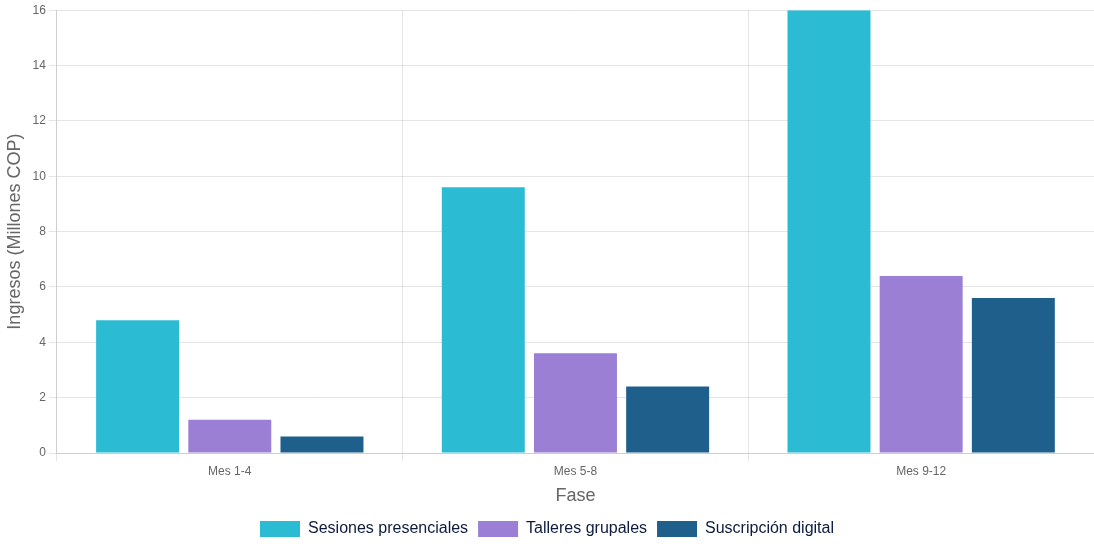 Ingresos (Millones COP)
16
14
12
10
8
6
4
2
0
Mes 1-4 Mes 5-8 Mes 9-12
Fase
Sesiones presenciales Talleres grupales Suscripción digital